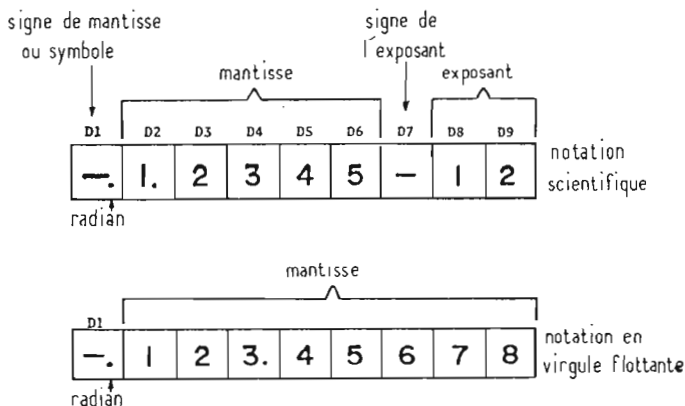 signe de mantisse
ou symbole
signe de
l'exposant
mantisse
exposant
D1 D2 D3 D4 D5 D6 D7 D8 D9
−. 1. 2 3 4 5 − 1 2
notation
scientifique
radian
mantisse
D1
−. 1 2 3. 4 5 6 7 8
notation en
virgule flottante
radian